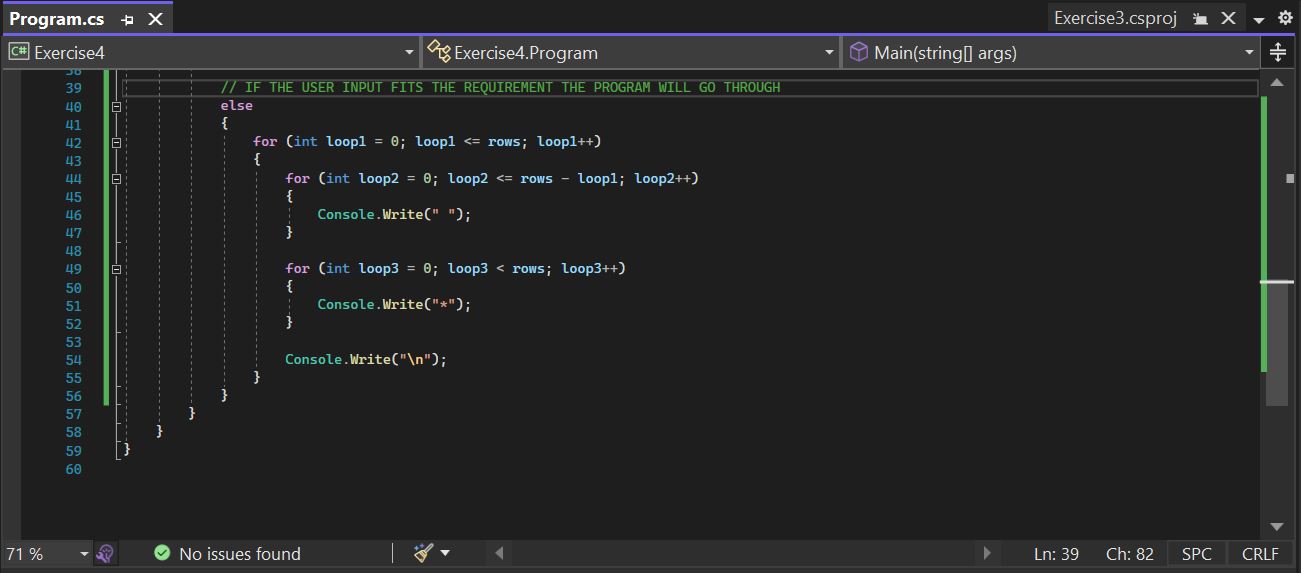 Program.cs
Exercise3.csproj
C# Exercise4
Exercise4.Program
Main(string[] args)
38
39 // IF THE USER INPUT FITS THE REQUIREMENT THE PROGRAM WILL GO THROUGH
40 else
41 {
42 for (int loop1 = 0; loop1 <= rows; loop1++)
43 {
44 for (int loop2 = 0; loop2 <= rows - loop1; loop2++)
45 {
46 Console.Write(" ");
47 }
48
49 for (int loop3 = 0; loop3 < rows; loop3++)
50 {
51 Console.Write("*");
52 }
53
54 Console.Write("\n");
55 }
56 }
57 }
58 }
59 }
60
71 % No issues found Ln: 39 Ch: 82 SPC CRLF